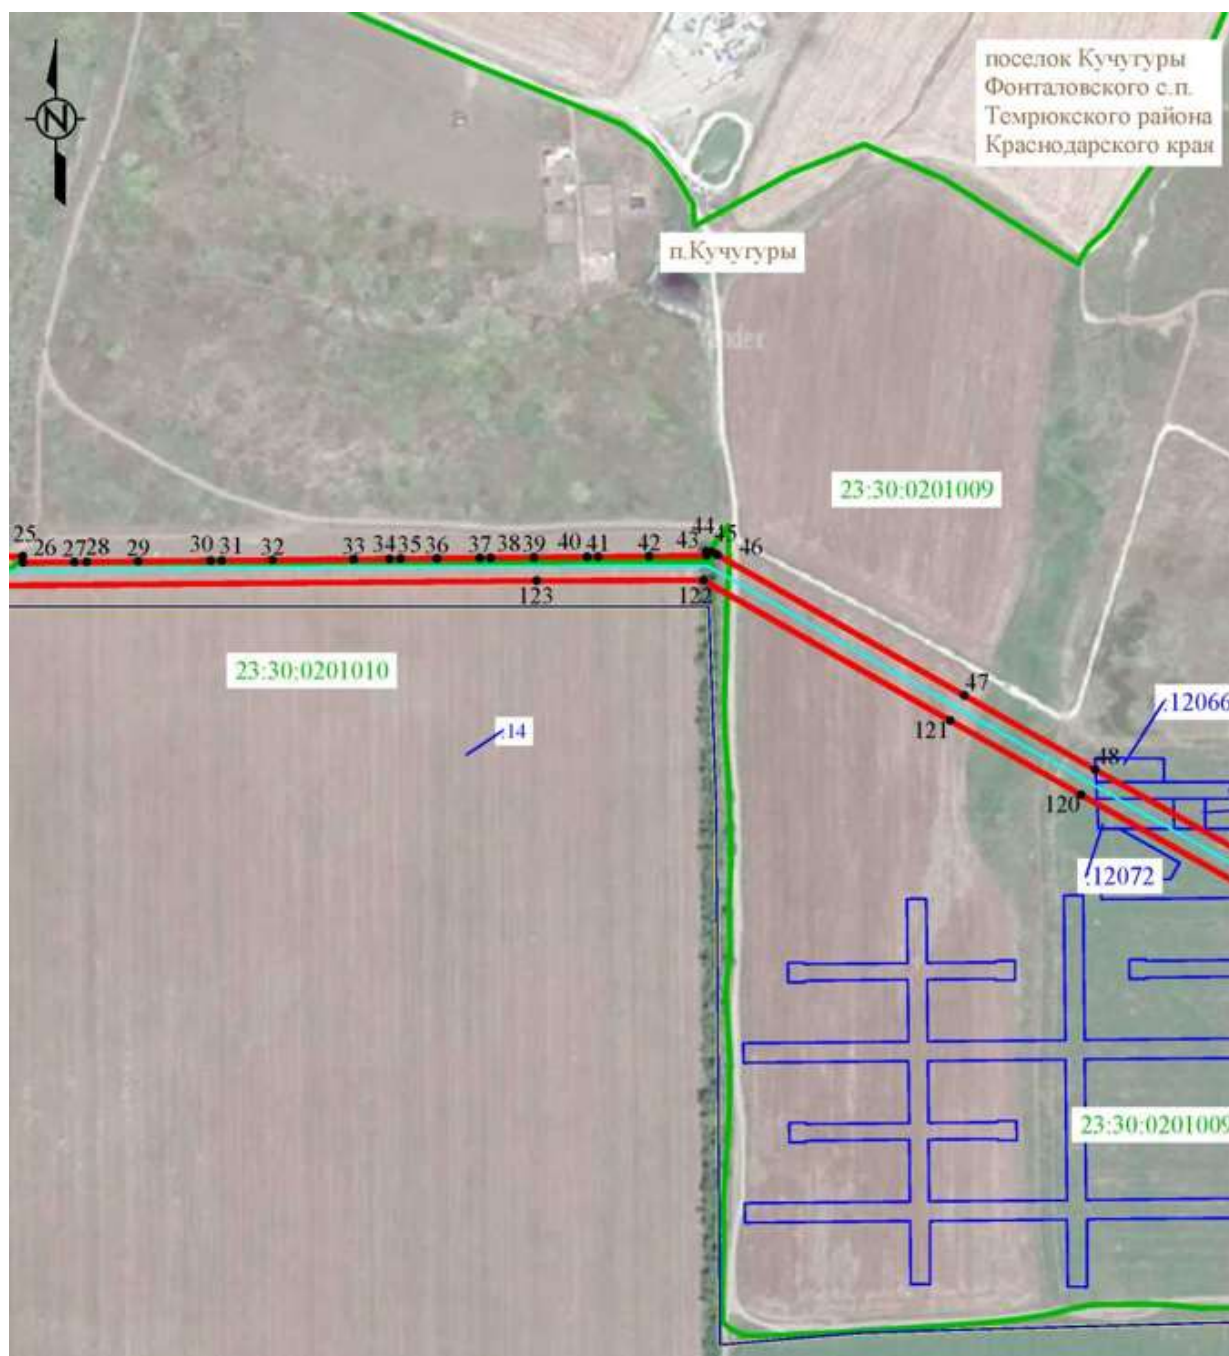 поселок Кучугуры
Фонталовского с.п.
Темрюкского района
Краснодарского края
N
п.Кучугуры
23:30:0201009
25 26 27 28 29 30 31 32 33 34 35 36 37 38 39 40 41 42 43 44 45 46
123 122
23:30:0201010
47
:12066
:14
121
48
120
:12072
23:30:0201009